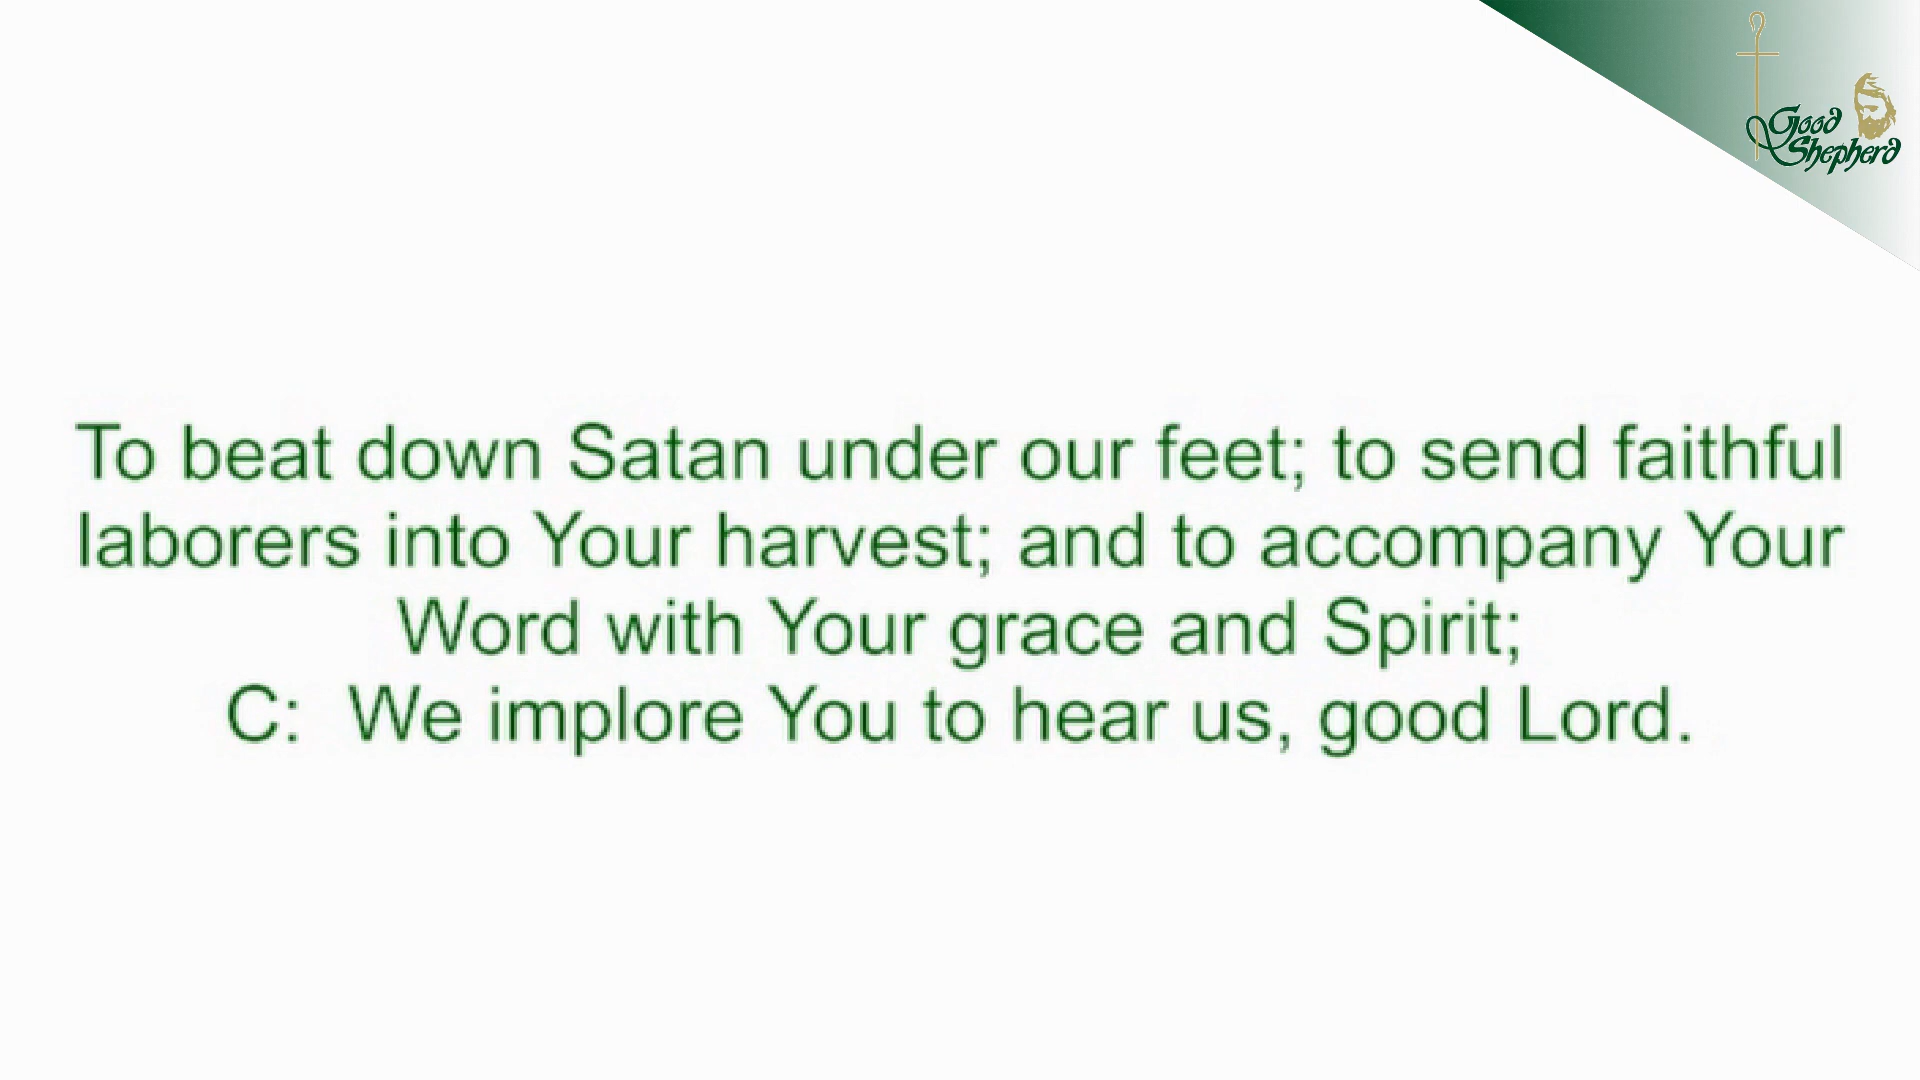 Good
Shepherd
To beat down Satan under our feet; to send faithful
laborers into Your harvest; and to accompany Your
Word with Your grace and Spirit;
C:  We implore You to hear us, good Lord.